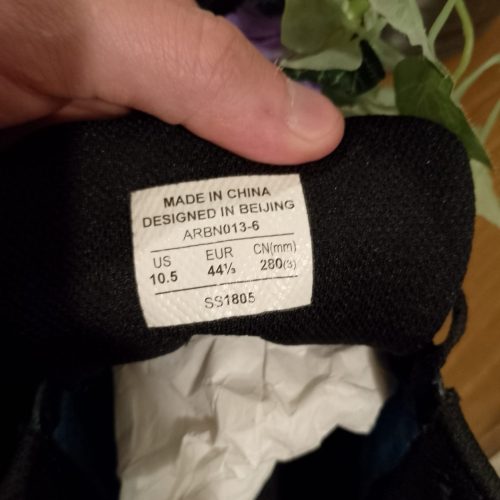 MADE IN CHINA
DESIGNED IN BEIJING
ARBN013-6
US EUR CN(mm)
10.5 44⅓ 280(3)
SS1805